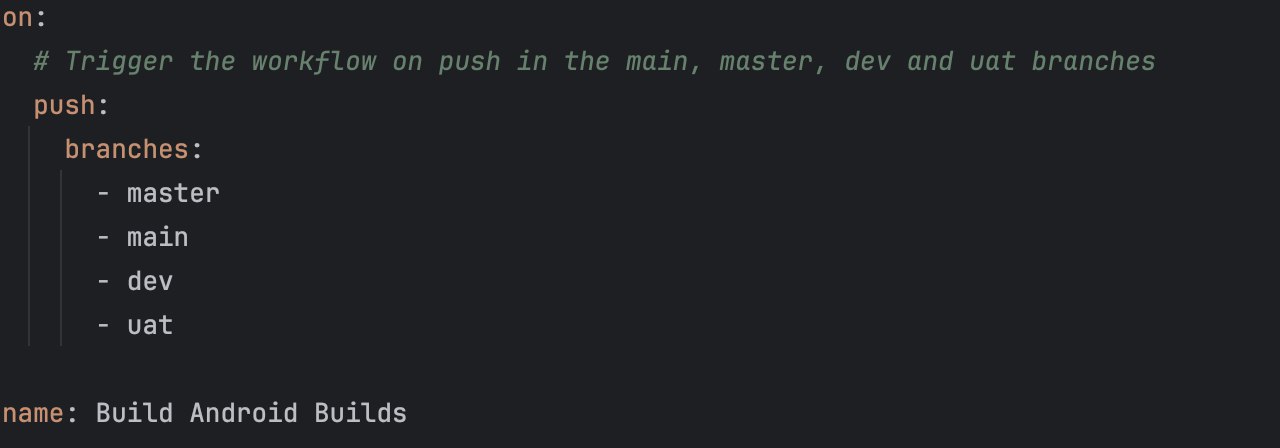 on:
  # Trigger the workflow on push in the main, master, dev and uat branches
  push:
    branches:
      - master
      - main
      - dev
      - uat
name: Build Android Builds